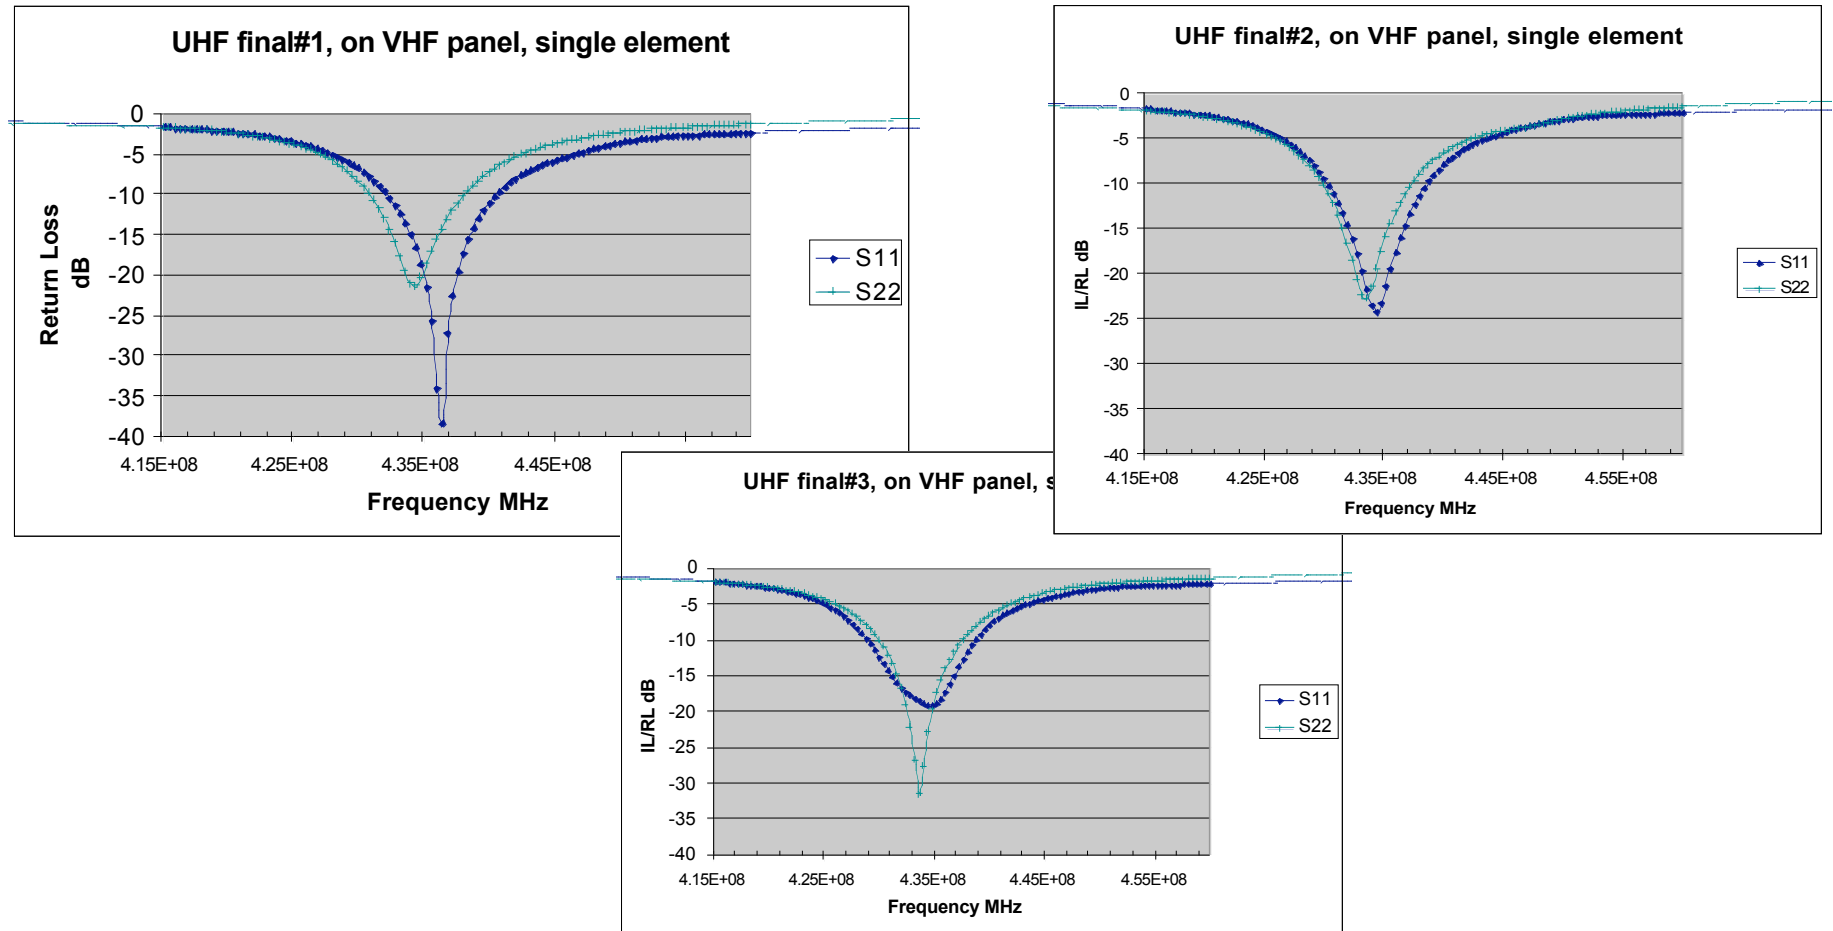 UHF final#1, on VHF panel, single element
0
-5
-10
-15
-20
-25
-30
-35
-40
Return Loss
dB
4.15E+08 4.25E+08 4.35E+08 4.45E+08
Frequency MHz
S11
S22
UHF final#2, on VHF panel, single element
0
-5
-10
-15
-20
-25
-30
-35
-40
IL/RL dB
4.15E+08 4.25E+08 4.35E+08 4.45E+08 4.55E+08
Frequency MHz
S11
S22
UHF final#3, on VHF panel,
0
-5
-10
-15
-20
-25
-30
-35
-40
IL/RL dB
4.15E+08 4.25E+08 4.35E+08 4.45E+08 4.55E+08
Frequency MHz
S11
S22